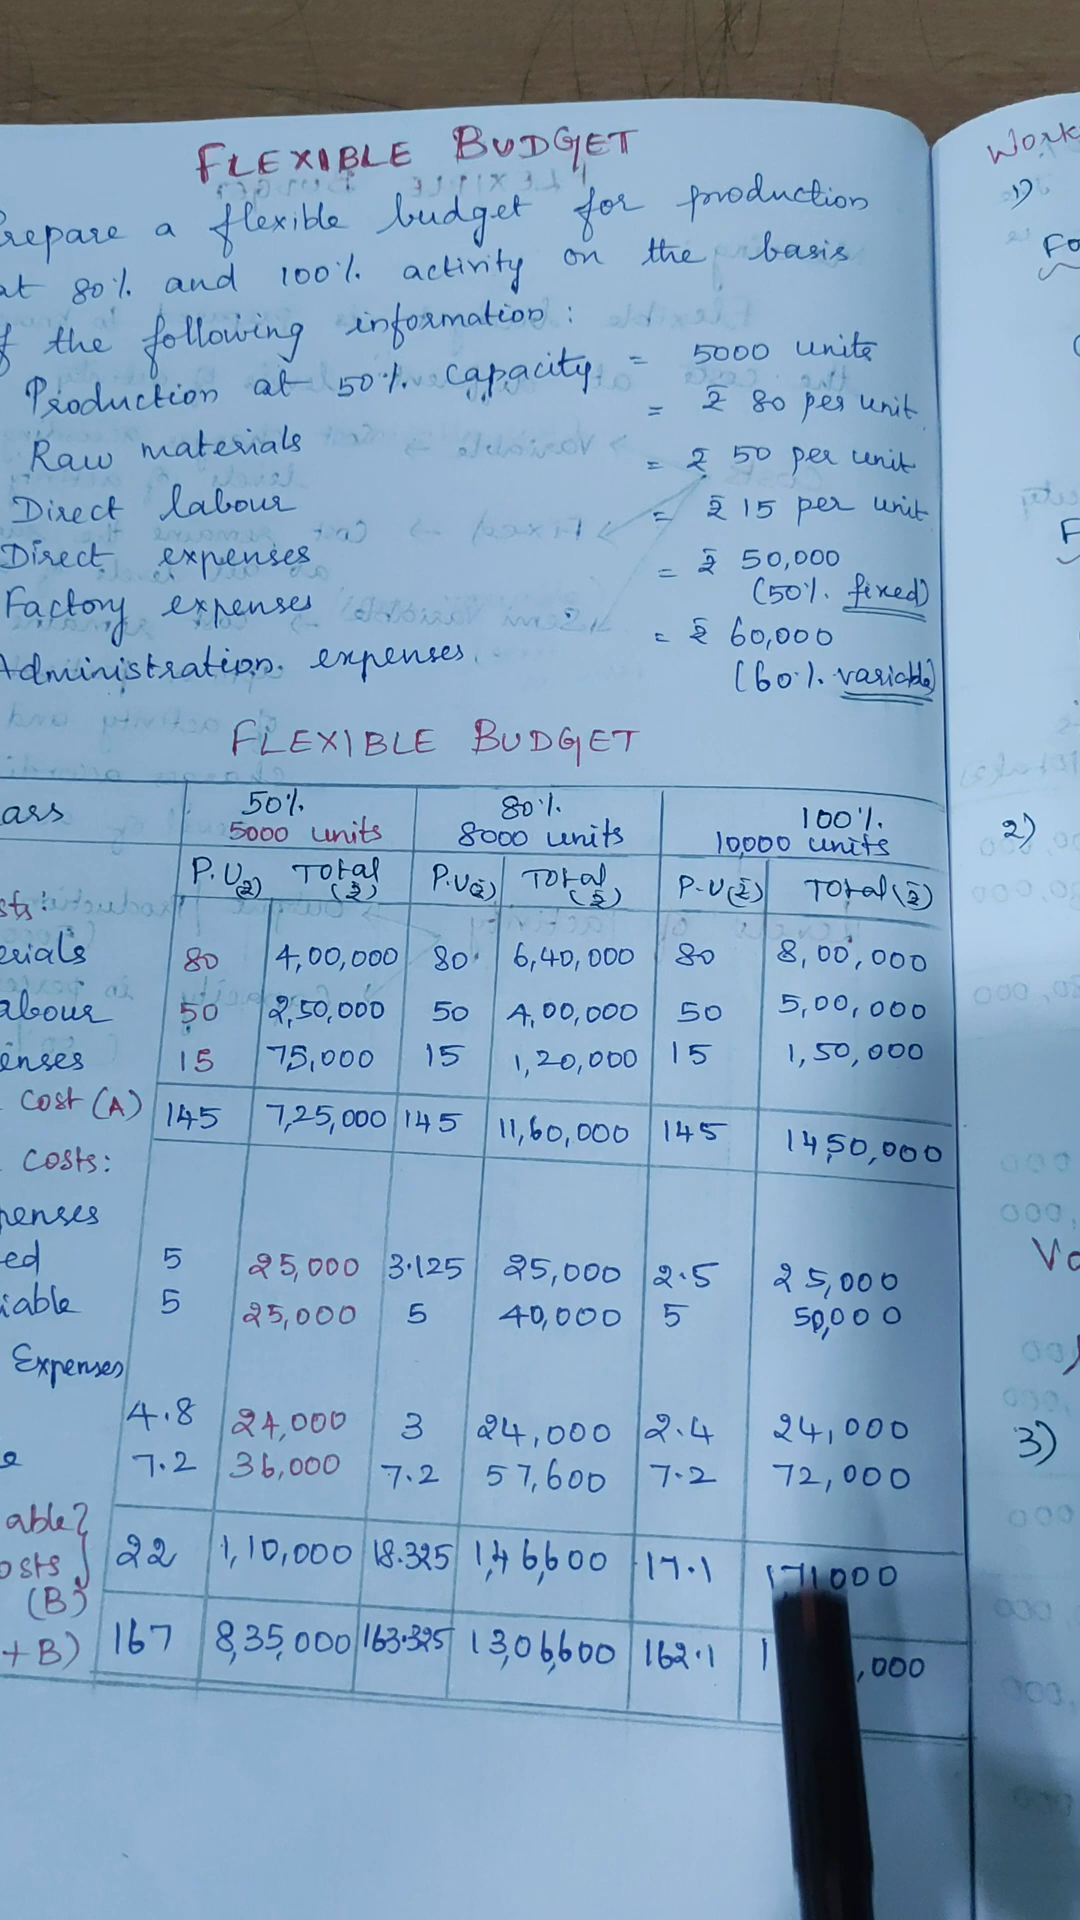 FLEXIBLE BUDGET
repare a flexible budget for production
at 80% and 100% activity on the basis
f the following information :
Production at 50% capacity = 5000 units
Raw materials = ₹ 80 per unit
Direct labour = ₹ 50 per unit
Direct expenses = ₹ 15 per unit
Factory expenses = ₹ 50,000
(50% fixed)
Administration expenses = ₹ 60,000
(60% variable)
FLEXIBLE BUDGET
ars 50% 80% 100%
5000 units 8000 units 10,000 units
P.U(₹) Total (₹) P.U(₹) Total (₹) P.U(₹) Total (₹)
sts:
erials 80 4,00,000 80 6,40,000 80 8,00,000
abour 50 2,50,000 50 4,00,000 50 5,00,000
enses 15 75,000 15 1,20,000 15 1,50,000
cost (A) 145 7,25,000 145 11,60,000 145 14,50,000
costs:
penses
ed 5 25,000 3.125 25,000 2.5 25,000
iable 5 25,000 5 40,000 5 50,000
Expenses
4.8 24,000 3 24,000 2.4 24,000
e 7.2 36,000 7.2 57,600 7.2 72,000
able
osts 22 1,10,000 18.325 1,46,600 17.1 1,71000
(B)
+ B) 167 8,35,000 163.325 13,06,600 162.1 1 ,000
Work
1)
Fo
2)
Va
3)